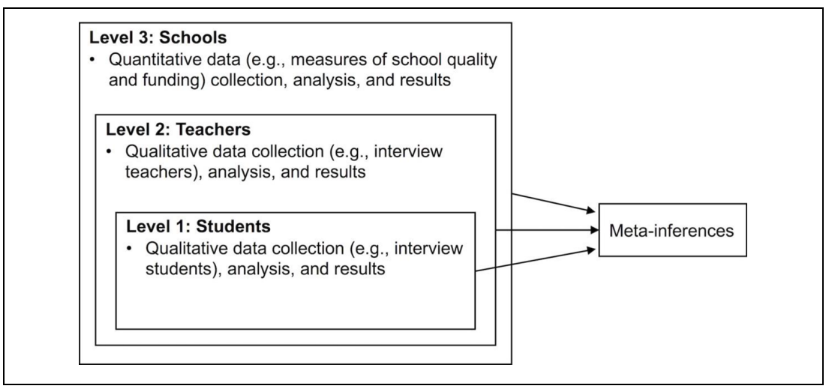 Level 3: Schools
• Quantitative data (e.g., measures of school quality
and funding) collection, analysis, and results
Level 2: Teachers
• Qualitative data collection (e.g., interview
teachers), analysis, and results
Level 1: Students
• Qualitative data collection (e.g., interview
students), analysis, and results
Meta-inferences